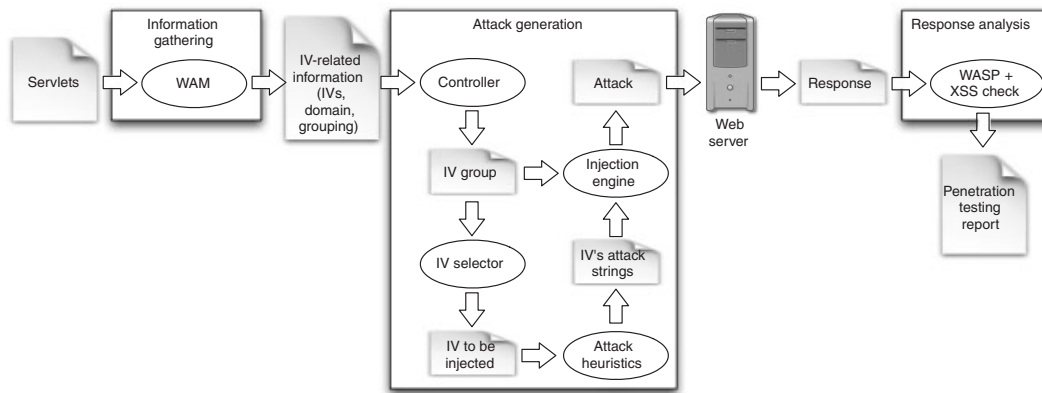 Information
gathering
Attack generation
Response analysis
Servlets
WAM
IV-related
information
(IVs,
domain,
grouping)
Controller
Attack
Web
server
Response
WASP +
XSS check
IV group
Injection
engine
Penetration
testing
report
IV selector
IV's attack
strings
IV to be
injected
Attack
heuristics